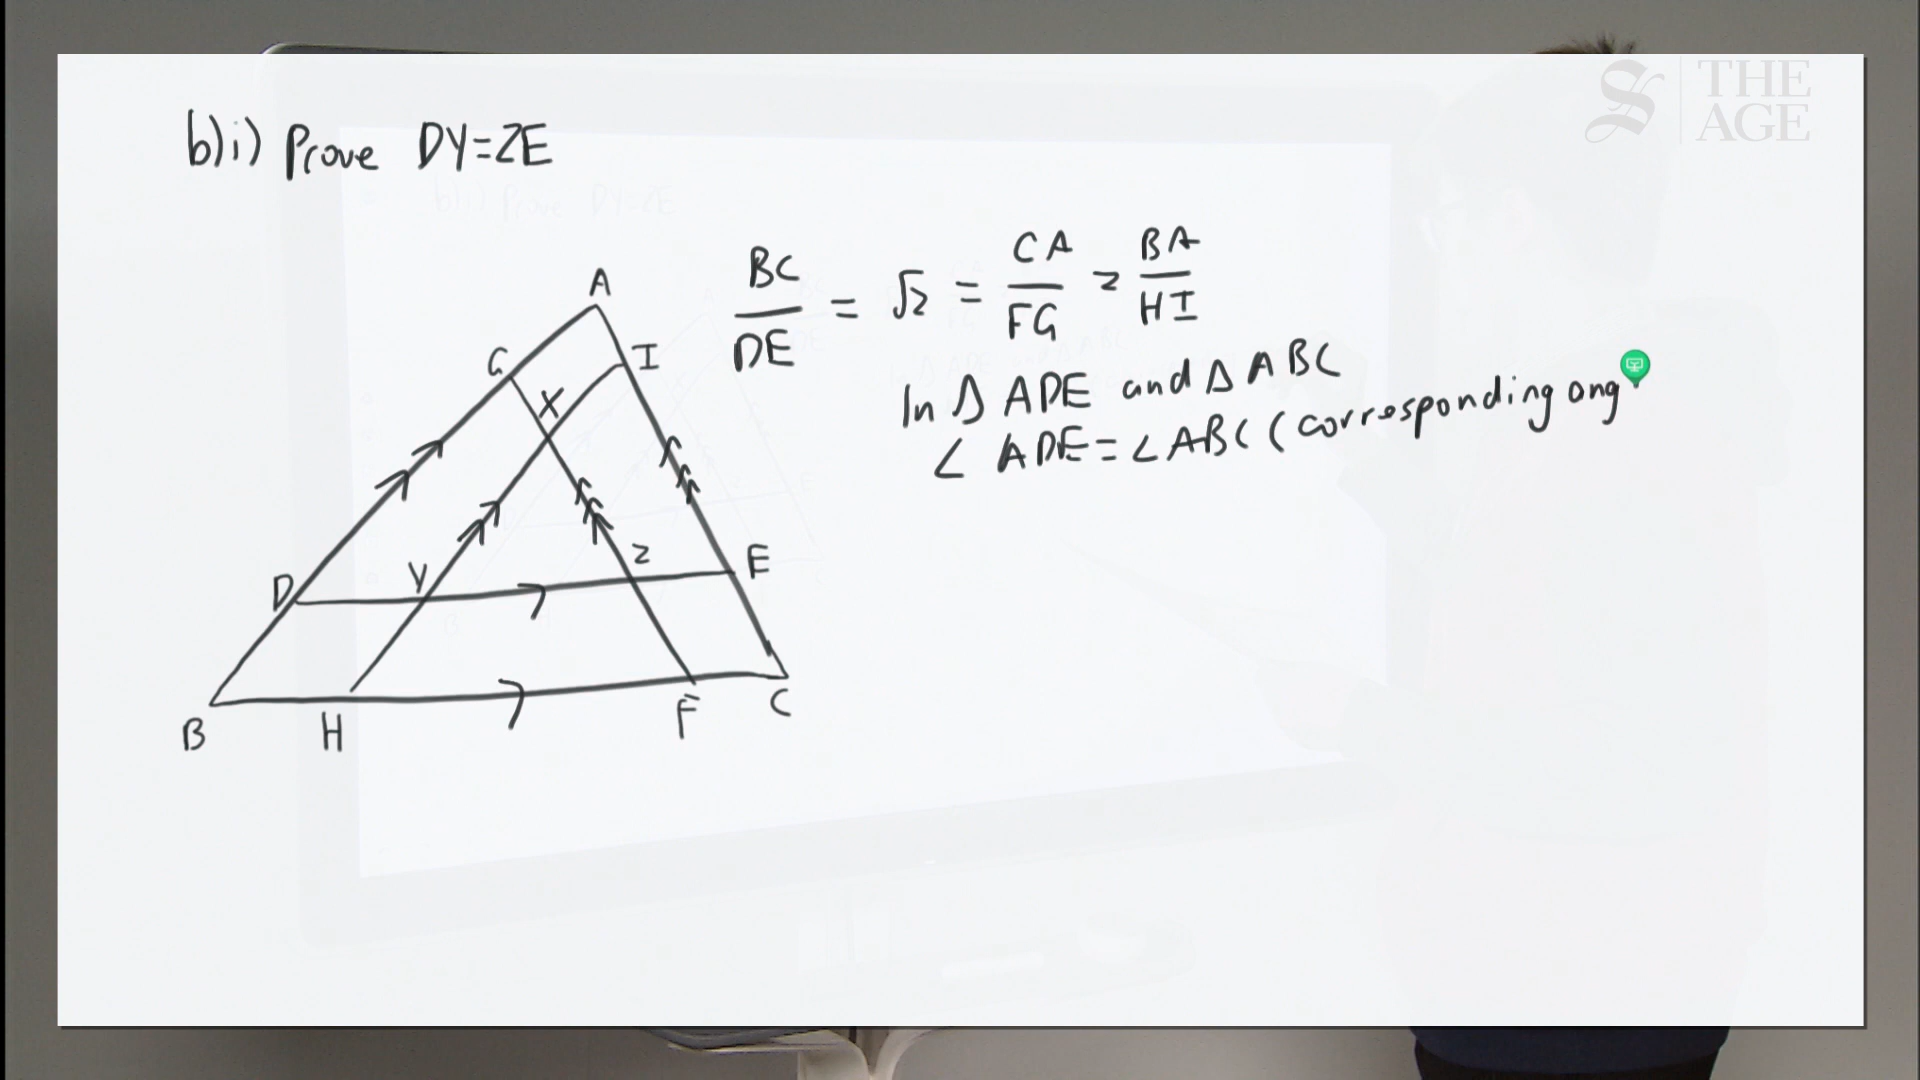 THE
AGE
b)i) Prove DY=ZE
BC/DE = √2 = CA/FG = BA/HI
In Δ ADE and Δ ABC
∠ ADE = ∠ ABC (corresponding ang
A
G
I
X
D
Y
Z
E
B
H
F
C